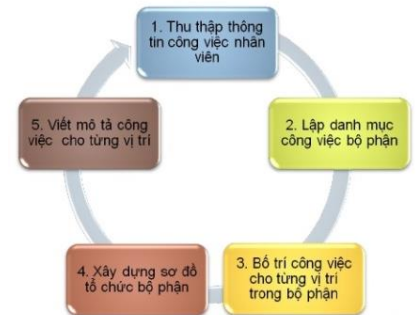 1. Thu thập thông
tin công việc nhân
viên
2. Lập danh mục
công việc bộ phận
3. Bố trí công việc
cho từng vị trí
trong bộ phận
4. Xây dựng sơ đồ
tổ chức bộ phận
5. Viết mô tả công
việc cho từng vị trí